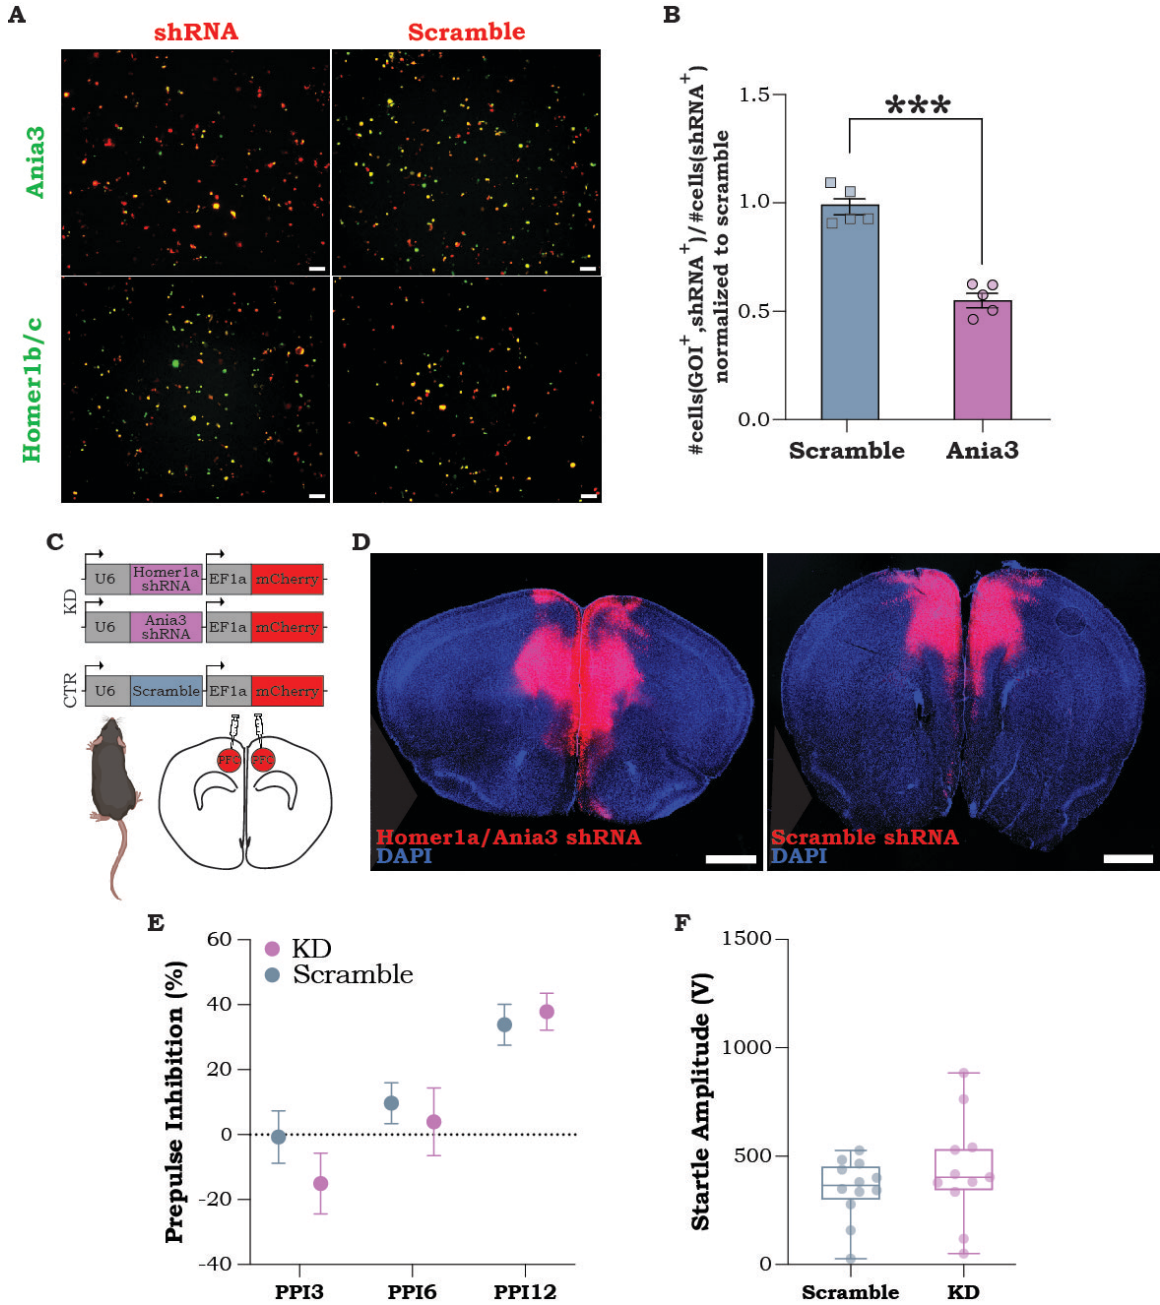 A
shRNA
Scramble
Ania3
Homer1b/c
B
#cells(GOI+,shRNA+)/#cells(shRNA+)
normalized to scramble
1.5
1.0
0.5
0.0
***
Scramble
Ania3
C
KD
U6
Homer1a
shRNA
EF1a
mCherry
U6
Ania3
shRNA
EF1a
mCherry
CTR
U6
Scramble
EF1a
mCherry
PFC
PFC
D
Homer1a/Ania3 shRNA
DAPI
Scramble shRNA
DAPI
E
Prepulse Inhibition (%)
60
40
20
0
-20
-40
KD
Scramble
PPI3
PPI6
PPI12
F
Startle Amplitude (V)
1500
1000
500
0
Scramble
KD